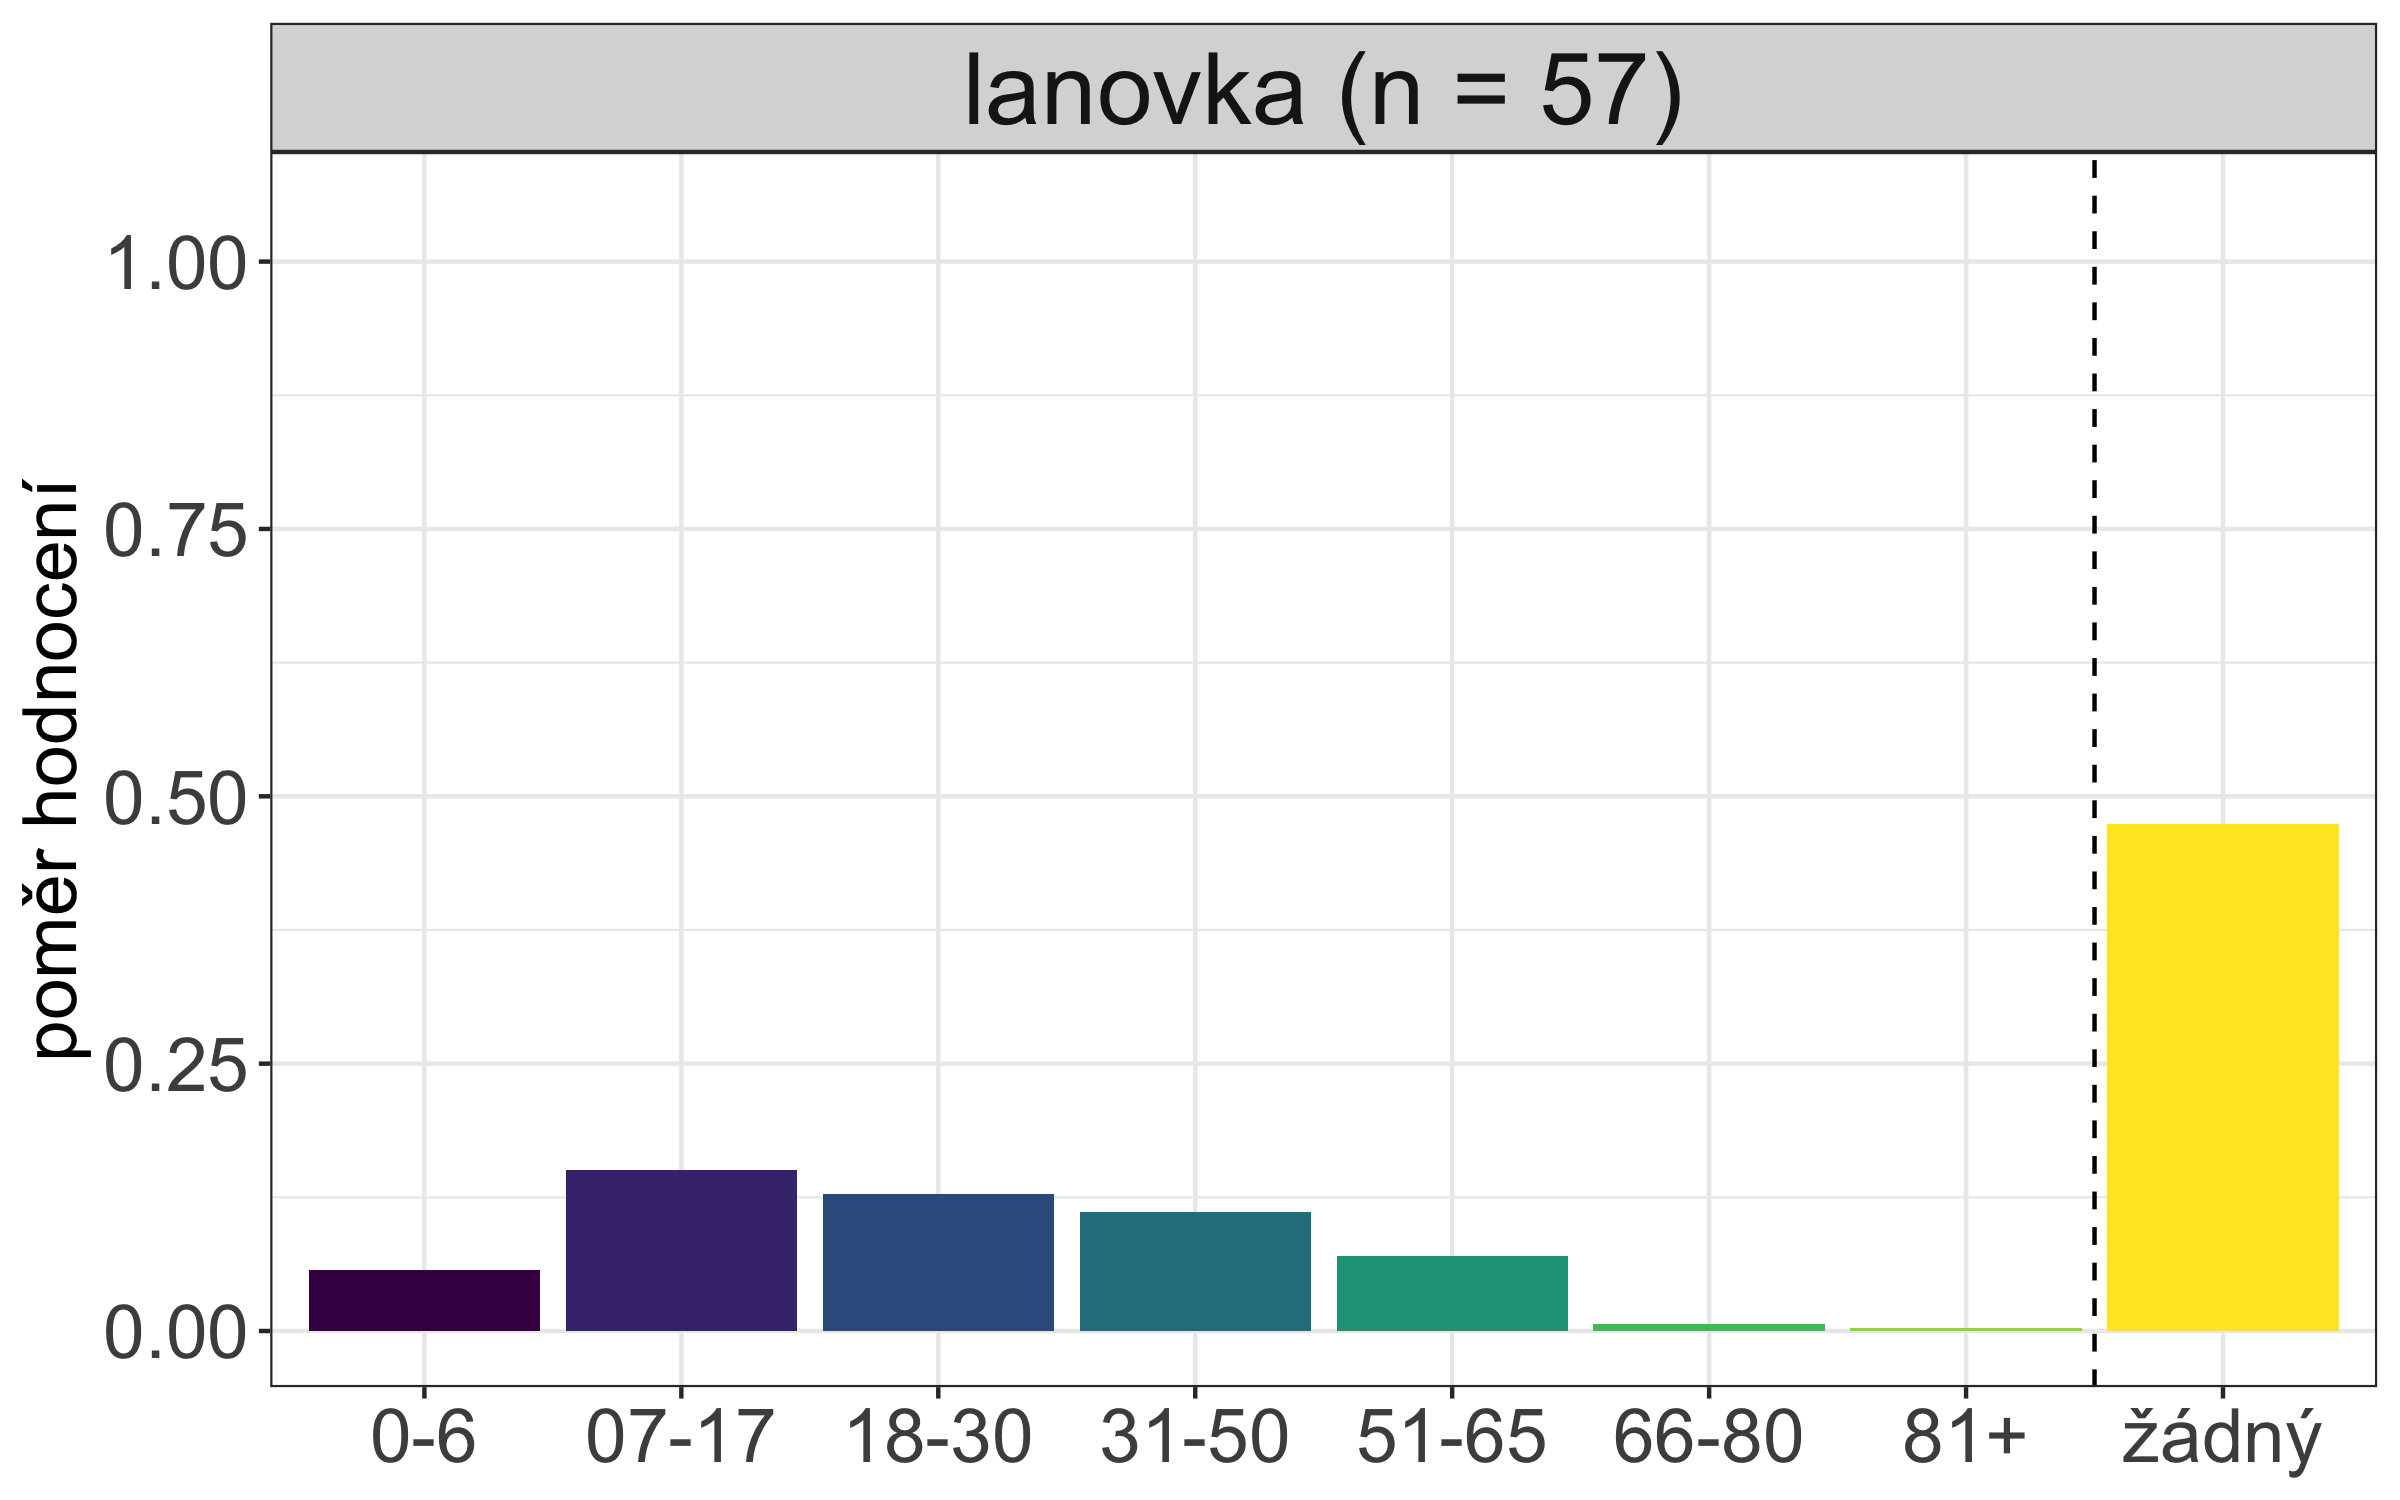 lanovka (n = 57)
poměr hodnocení
1.00
0.75
0.50
0.25
0.00
0-6 07-17 18-30 31-50 51-65 66-80 81+ žádný